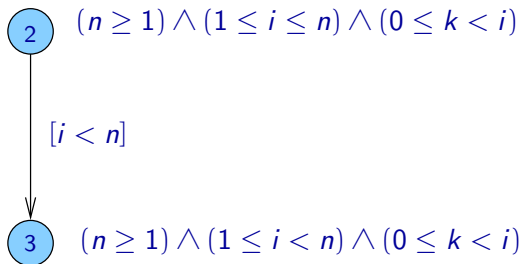 2 (n ≥ 1) ∧ (1 ≤ i ≤ n) ∧ (0 ≤ k < i)
[i < n]
3 (n ≥ 1) ∧ (1 ≤ i < n) ∧ (0 ≤ k < i)